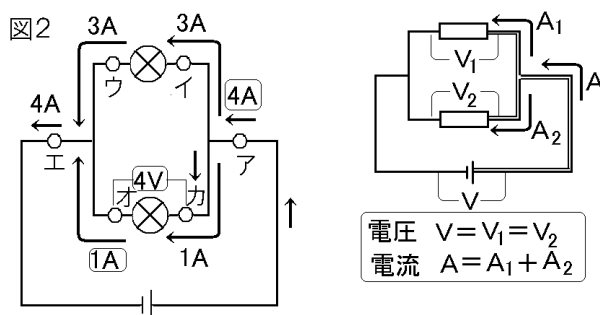 図2
3A 3A
ウ イ
4A 4A
エ ア
4V
オ カ
1A 1A
A₁
V₁
A
V₂
A₂
V
電圧 V=V₁=V₂
電流 A=A₁+A₂